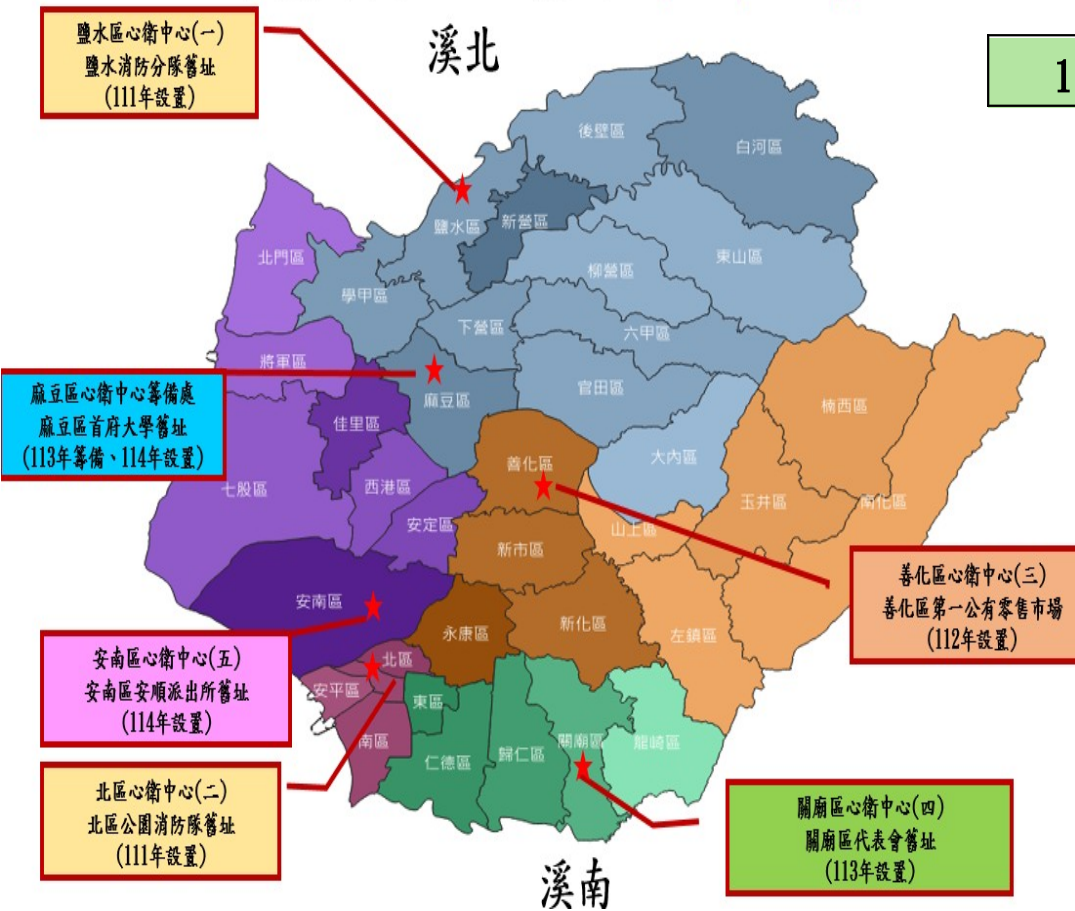 鹽水區心衛中心(一)
鹽水消防分隊舊址
(111年設置)
溪北
1
後壁區
白河區
鹽水區
新營區
北門區
柳營區
東山區
學甲區
下營區
六甲區
將軍區
麻豆區心衛中心籌備處
麻豆區首府大學舊址
(113年籌備、114年設置)
麻豆區
官田區
楠西區
佳里區
七股區
西港區
善化區
大內區
玉井區
南化區
安定區
山上區
新市區
善化區心衛中心(三)
善化區第一公有零售市場
(112年設置)
安南區
永康區
新化區
左鎮區
安南區心衛中心(五)
安南區安順派出所舊址
(114年設置)
北區
安平區
東區
南區
仁德區
歸仁區
關廟區
龍崎區
北區心衛中心(二)
北區公園消防隊舊址
(111年設置)
關廟區心衛中心(四)
關廟區代表會舊址
(113年設置)
溪南